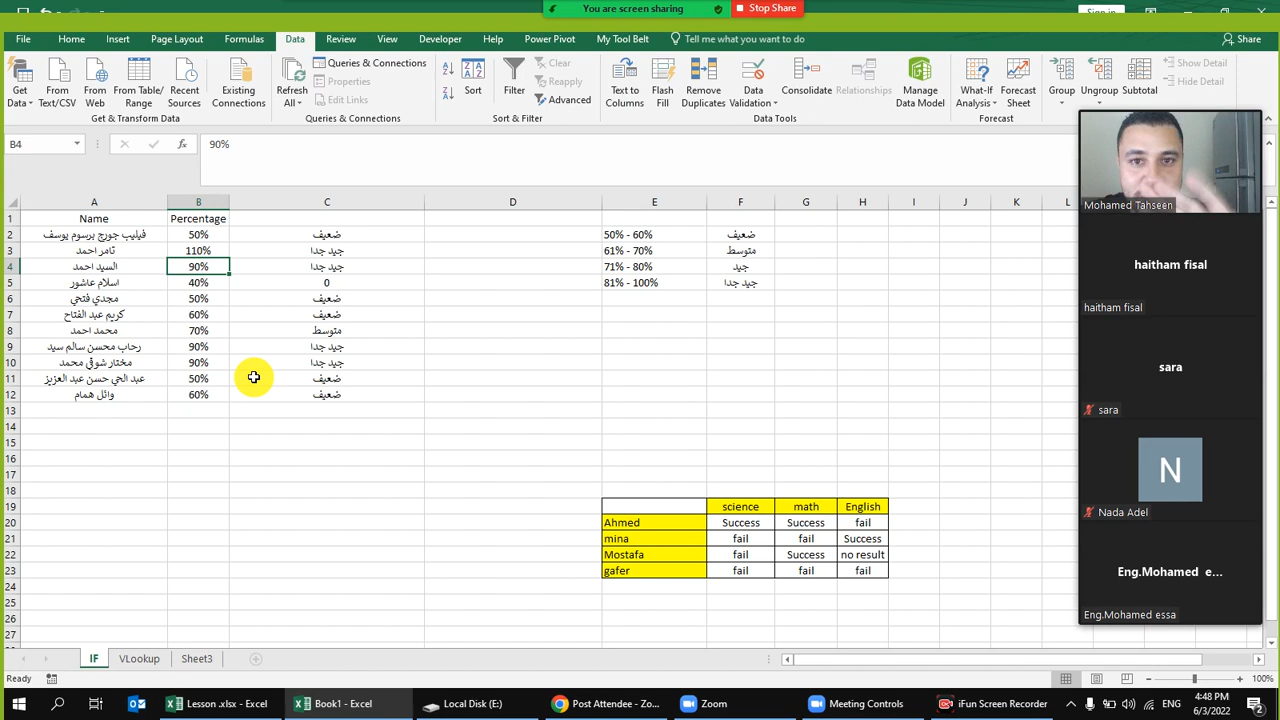 You are screen sharing
Stop Share
Sign in
File Home Insert Page Layout Formulas Data Review View Developer Help Power Pivot My Tool Belt Tell me what you want to do Share
Get Data
From Text/CSV
From Web
From Table/Range
Recent Sources
Existing Connections
Refresh All
Queries & Connections
Properties
Edit Links
Sort
Filter
Clear
Reapply
Advanced
Text to Columns
Flash Fill
Remove Duplicates
Data Validation
Consolidate
Relationships
Manage Data Model
What-If Analysis
Forecast Sheet
Group
Ungroup
Subtotal
Show Detail
Hide Detail
Get & Transform Data Queries & Connections Sort & Filter Data Tools Forecast
B4 fx 90%
A B C D E F G H I J K L
1 Name Percentage
2 فيليب جورج برسوم يوسف 50% ضعيف 50% - 60% ضعيف
3 تامر احمد 110% جيد جدا 61% - 70% متوسط
4 السيد احمد 90% جيد جدا 71% - 80% جيد
5 اسلام عاشور 40% 0 81% - 100% جيد جدا
6 مجدي فتحي 50% ضعيف
7 كريم عبد الفتاح 60% ضعيف
8 محمد احمد 70% متوسط
9 رحاب محسن سالم سيد 90% جيد جدا
10 مختار شوقي محمد 90% جيد جدا
11 عبد الحي حسن عبد العزيز 50% ضعيف
12 وائل همام 60% ضعيف
13
14
15
16
17
18
19 science math English
20 Ahmed Success Success fail
21 mina fail fail Success
22 Mostafa fail Success no result
23 gafer fail fail fail
24
25
26
27
Mohamed Tahseen
haitham fisal
haitham fisal
sara
sara
N
Nada Adel
Eng.Mohamed e...
Eng.Mohamed essa
IF VLookup Sheet3
Ready 100%
Lesson .xlsx - Excel
Book1 - Excel
Local Disk (E:)
Post Attendee - Zo...
Zoom
Meeting Controls
iFun Screen Recorder
ENG
4:48 PM
6/3/2022
2